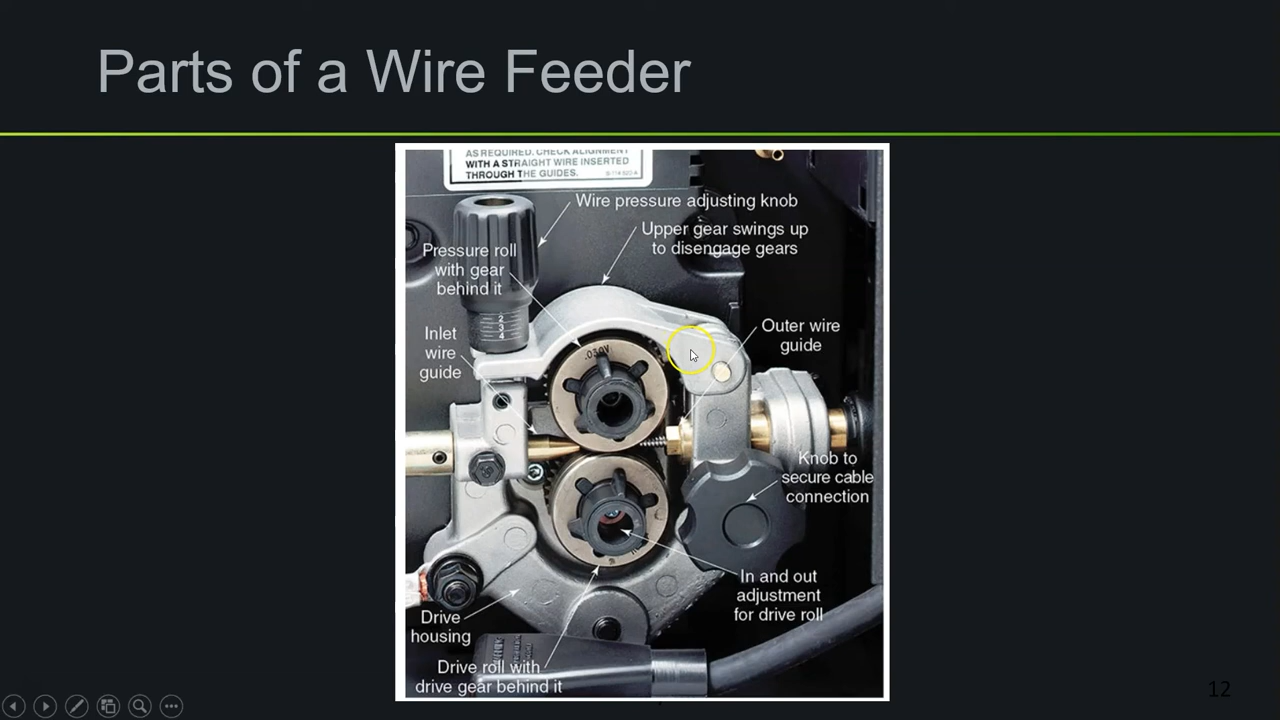 Parts of a Wire Feeder
AS REQUIRED. CHECK ALIGNMENT
WITH A STRAIGHT WIRE INSERTED
THROUGH THE GUIDES.
Wire pressure adjusting knob
Upper gear swings up
to disengage gears
Pressure roll
with gear
behind it
2
3
4
Inlet
wire
guide
.030V
Outer wire
guide
Knob to
secure cable
connection
In and out
adjustment
for drive roll
Drive
housing
Drive roll with
drive gear behind it
12